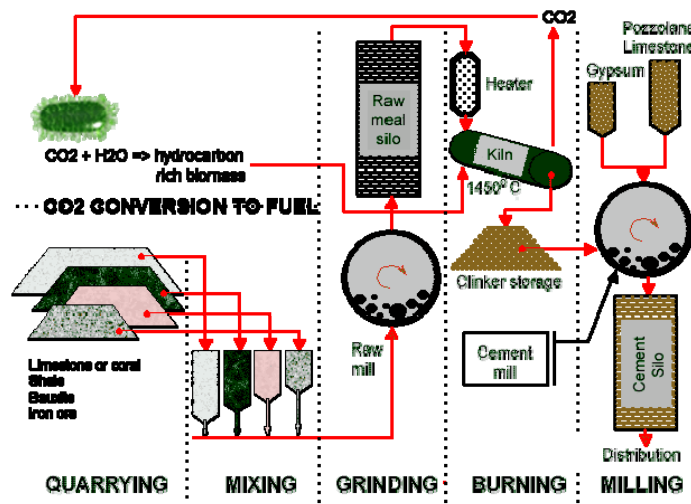 CO2
Pozzolane
Limestone
Gypsum
Heater
Raw
meal
silo
Kiln
1450⁰ C
CO2 + H2O => hydrocarbon
rich biomass
CO2 CONVERSION TO FUEL
Clinker storage
Limestone or coral
Shale
Bauxite
Iron ore
Raw
mill
Cement
mill
Cement
Silo
Distribution
QUARRYING
MIXING
GRINDING
BURNING
MILLING